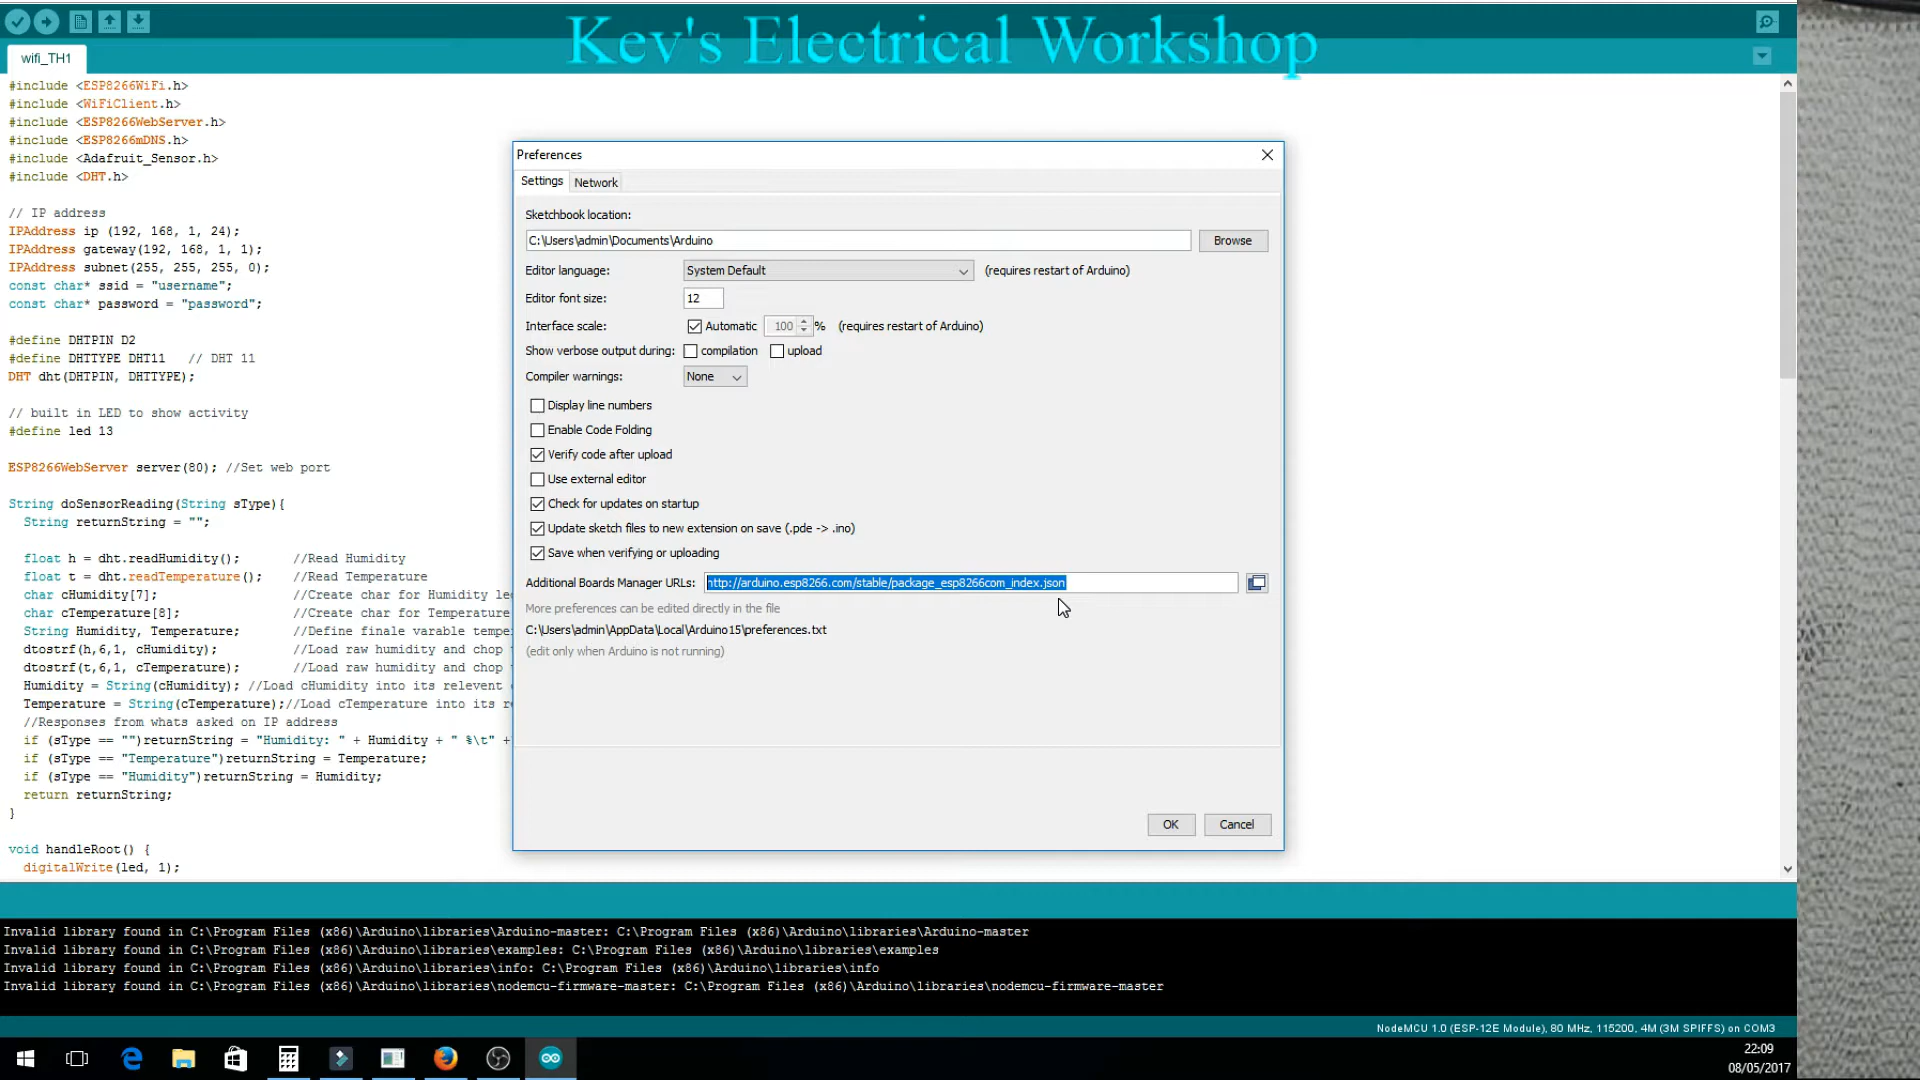 Kev's Electrical Workshop
wifi_TH1
#include <ESP8266WiFi.h>
#include <WiFiClient.h>
#include <ESP8266WebServer.h>
#include <ESP8266mDNS.h>
#include <Adafruit_Sensor.h>
#include <DHT.h>
// IP address
IPAddress ip (192, 168, 1, 24);
IPAddress gateway(192, 168, 1, 1);
IPAddress subnet(255, 255, 255, 0);
const char* ssid = "username";
const char* password = "password";
#define DHTPIN D2
#define DHTTYPE DHT11   // DHT 11
DHT dht(DHTPIN, DHTTYPE);
// built in LED to show activity
#define led 13
ESP8266WebServer server(80); //Set web port
String doSensorReading(String sType){
String returnString = "";
float h = dht.readHumidity();       //Read Humidity
float t = dht.readTemperature();    //Read Temperature
char cHumidity[7];                  //Create char for Humidity
char cTemperature[8];               //Create char for Temperature
String Humidity, Temperature;       //Define finale varable
dtostrf(h,6,1, cHumidity);          //Load raw humidity and chop
dtostrf(t,6,1, cTemperature);       //Load raw humidity and chop
Humidity = String(cHumidity); //Load cHumidity into its relevent
Temperature = String(cTemperature);//Load cTemperature into its
//Responses from whats asked on IP address
if (sType == "")returnString = "Humidity: " + Humidity + " %\t" +
if (sType == "Temperature")returnString = Temperature;
if (sType == "Humidity")returnString = Humidity;
return returnString;
}
void handleRoot() {
digitalWrite(led, 1);
Preferences
Settings Network
Sketchbook location:
C:\Users\admin\Documents\Arduino Browse
Editor language: System Default (requires restart of Arduino)
Editor font size: 12
Interface scale: Automatic 100 % (requires restart of Arduino)
Show verbose output during: compilation upload
Compiler warnings: None
Display line numbers
Enable Code Folding
Verify code after upload
Use external editor
Check for updates on startup
Update sketch files to new extension on save (.pde -> .ino)
Save when verifying or uploading
Additional Boards Manager URLs: http://arduino.esp8266.com/stable/package_esp8266com_index.json
More preferences can be edited directly in the file
C:\Users\admin\AppData\Local\Arduino15\preferences.txt
(edit only when Arduino is not running)
OK Cancel
Invalid library found in C:\Program Files (x86)\Arduino\libraries\Arduino-master: C:\Program Files (x86)\Arduino\libraries\Arduino-master
Invalid library found in C:\Program Files (x86)\Arduino\libraries\examples: C:\Program Files (x86)\Arduino\libraries\examples
Invalid library found in C:\Program Files (x86)\Arduino\libraries\info: C:\Program Files (x86)\Arduino\libraries\info
Invalid library found in C:\Program Files (x86)\Arduino\libraries\nodemcu-firmware-master: C:\Program Files (x86)\Arduino\libraries\nodemcu-firmware-master
NodeMCU 1.0 (ESP-12E Module), 80 MHz, 115200, 4M (3M SPIFFS) on COM3
22:09
08/05/2017